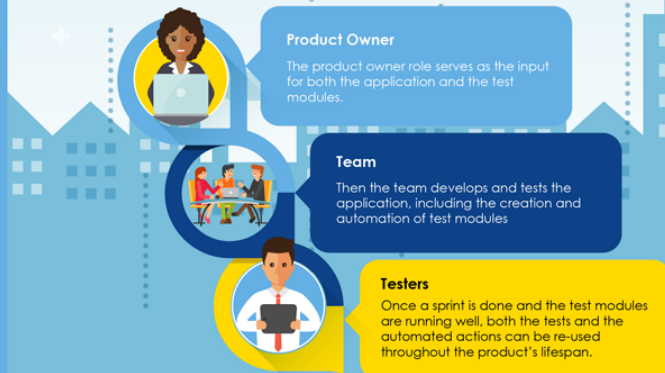 Product Owner
The product owner role serves as the input
for both the application and the test
modules.
Team
Then the team develops and tests the
application, including the creation and
automation of test modules
Testers
Once a sprint is done and the test modules
are running well, both the tests and the
automated actions can be re-used
throughout the product's lifespan.